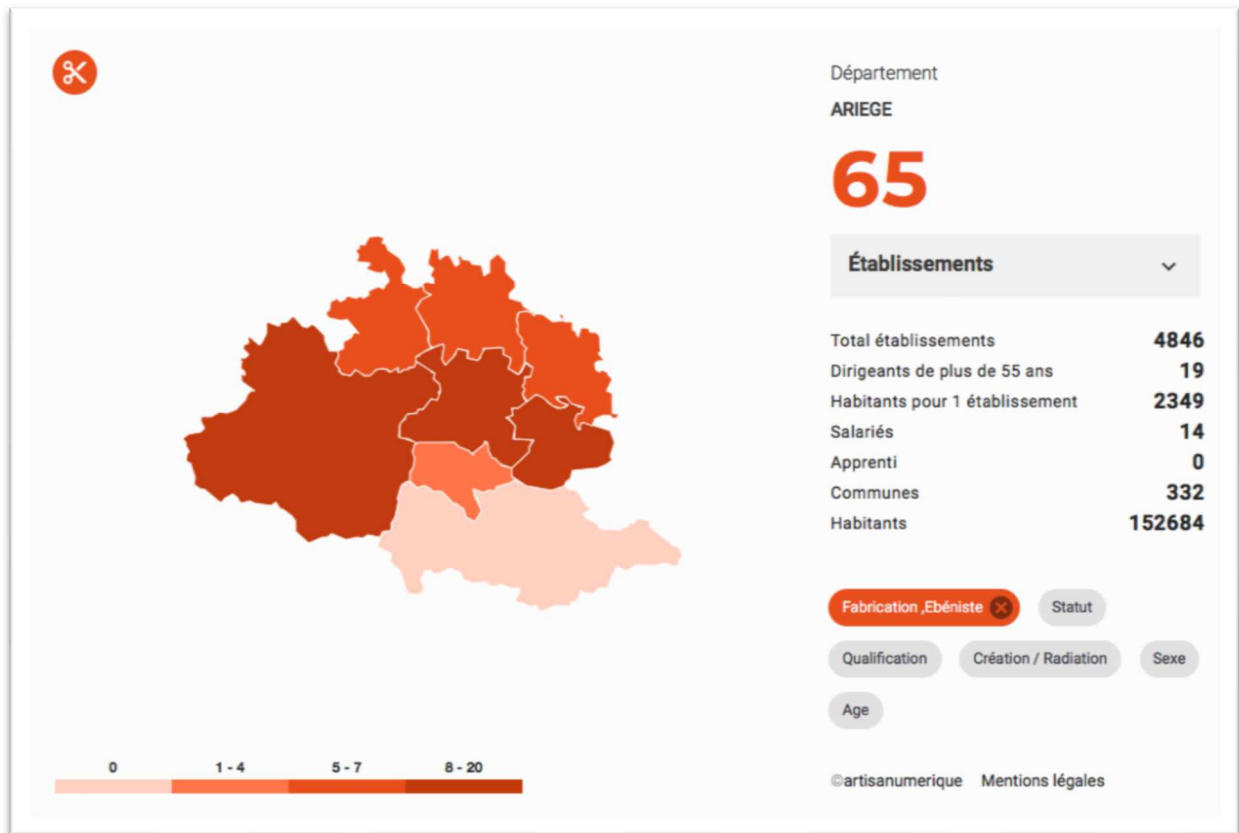 Département
ARIEGE
65
Établissements
Total établissements 4846
Dirigeants de plus de 55 ans 19
Habitants pour 1 établissement 2349
Salariés 14
Apprenti 0
Communes 332
Habitants 152684
Fabrication ,Ebéniste Statut
Qualification Création / Radiation Sexe
Age
0 1 - 4 5 - 7 8 - 20
©artisanumerique Mentions légales